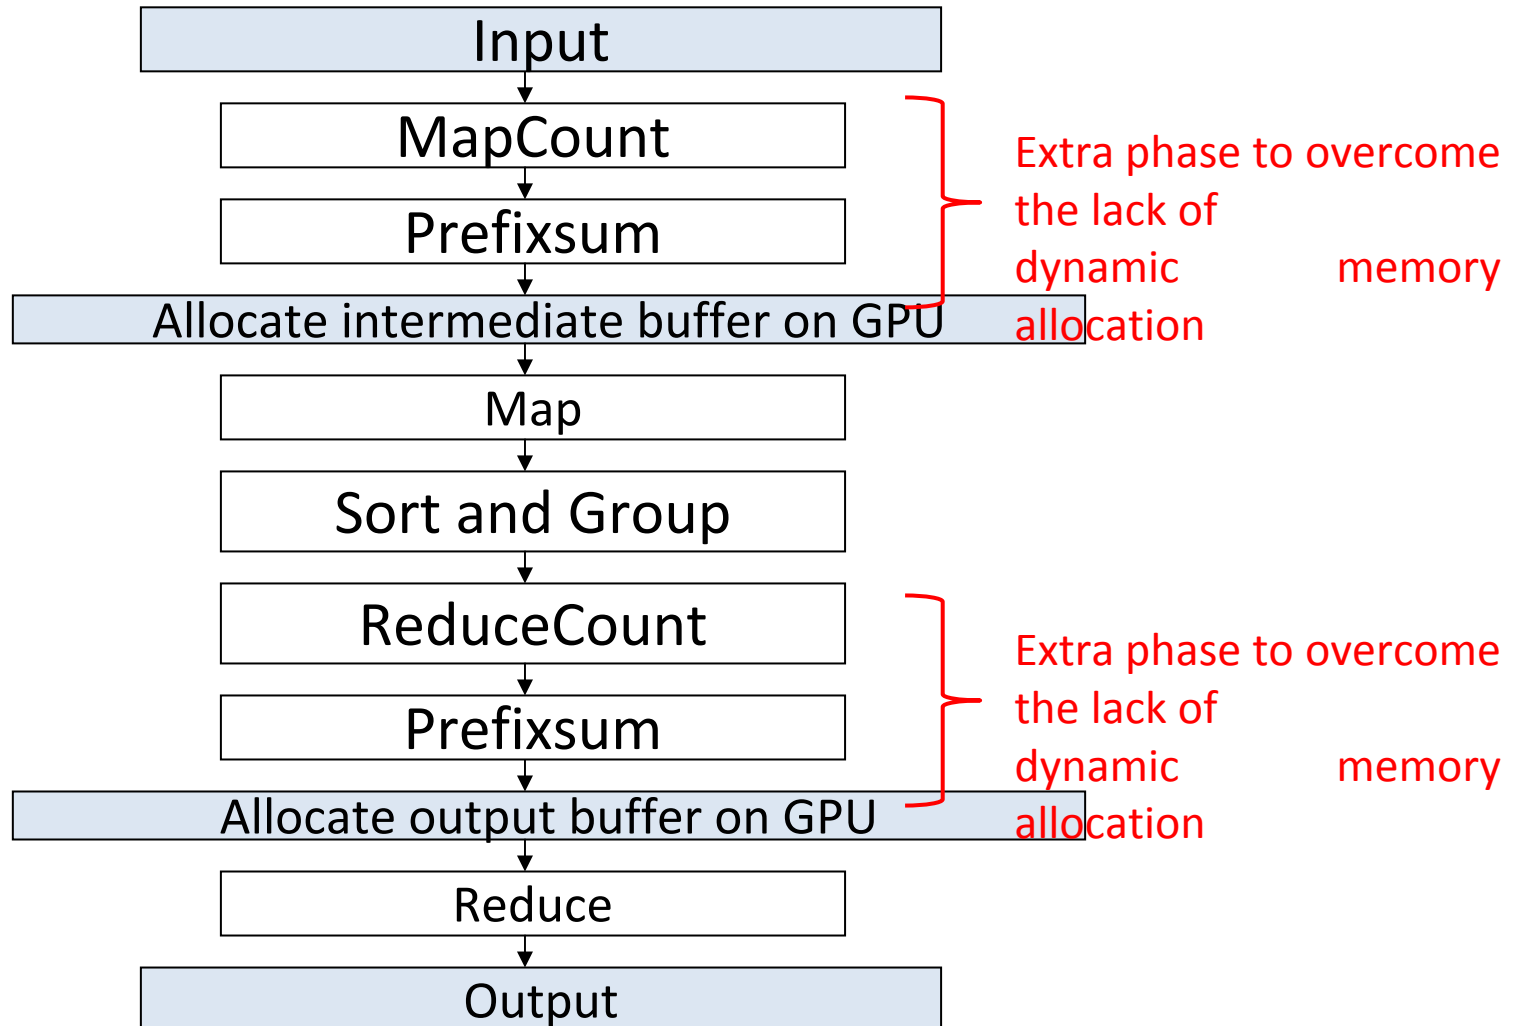 Input
MapCount
Prefixsum
Allocate intermediate buffer on GPU
Extra phase to overcome
the lack of
dynamic memory
allocation
Map
Sort and Group
ReduceCount
Prefixsum
Allocate output buffer on GPU
Extra phase to overcome
the lack of
dynamic memory
allocation
Reduce
Output